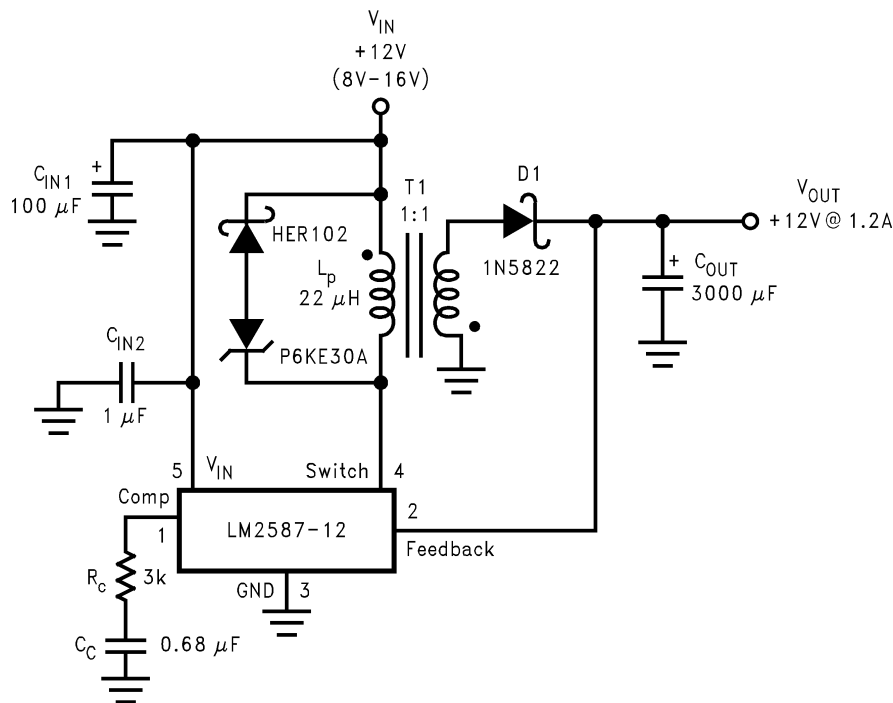 V_IN
+12V
(8V–16V)
C_IN1
+
100 μF
HER102
T1
1:1
D1
1N5822
V_OUT
+12V @ 1.2A
+
C_OUT
3000 μF
L_p
22 μH
P6KE30A
C_IN2
1 μF
5
V_IN
Switch
4
Comp
1
LM2587-12
2
Feedback
GND
3
R_c
3k
C_C
0.68 μF